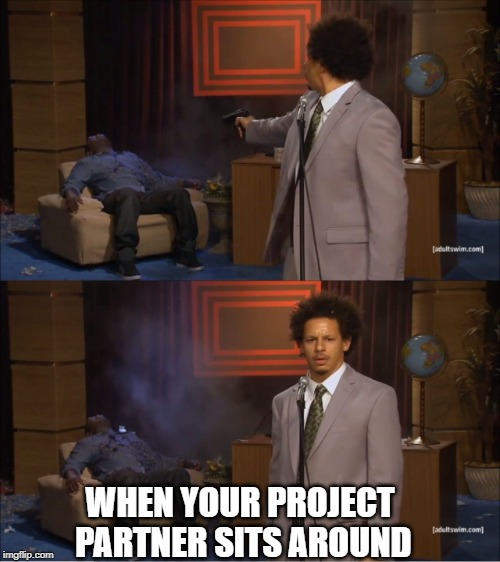 [adultswim.com]
WHEN YOUR PROJECT
PARTNER SITS AROUND
[adultswim.com]
imgflip.com